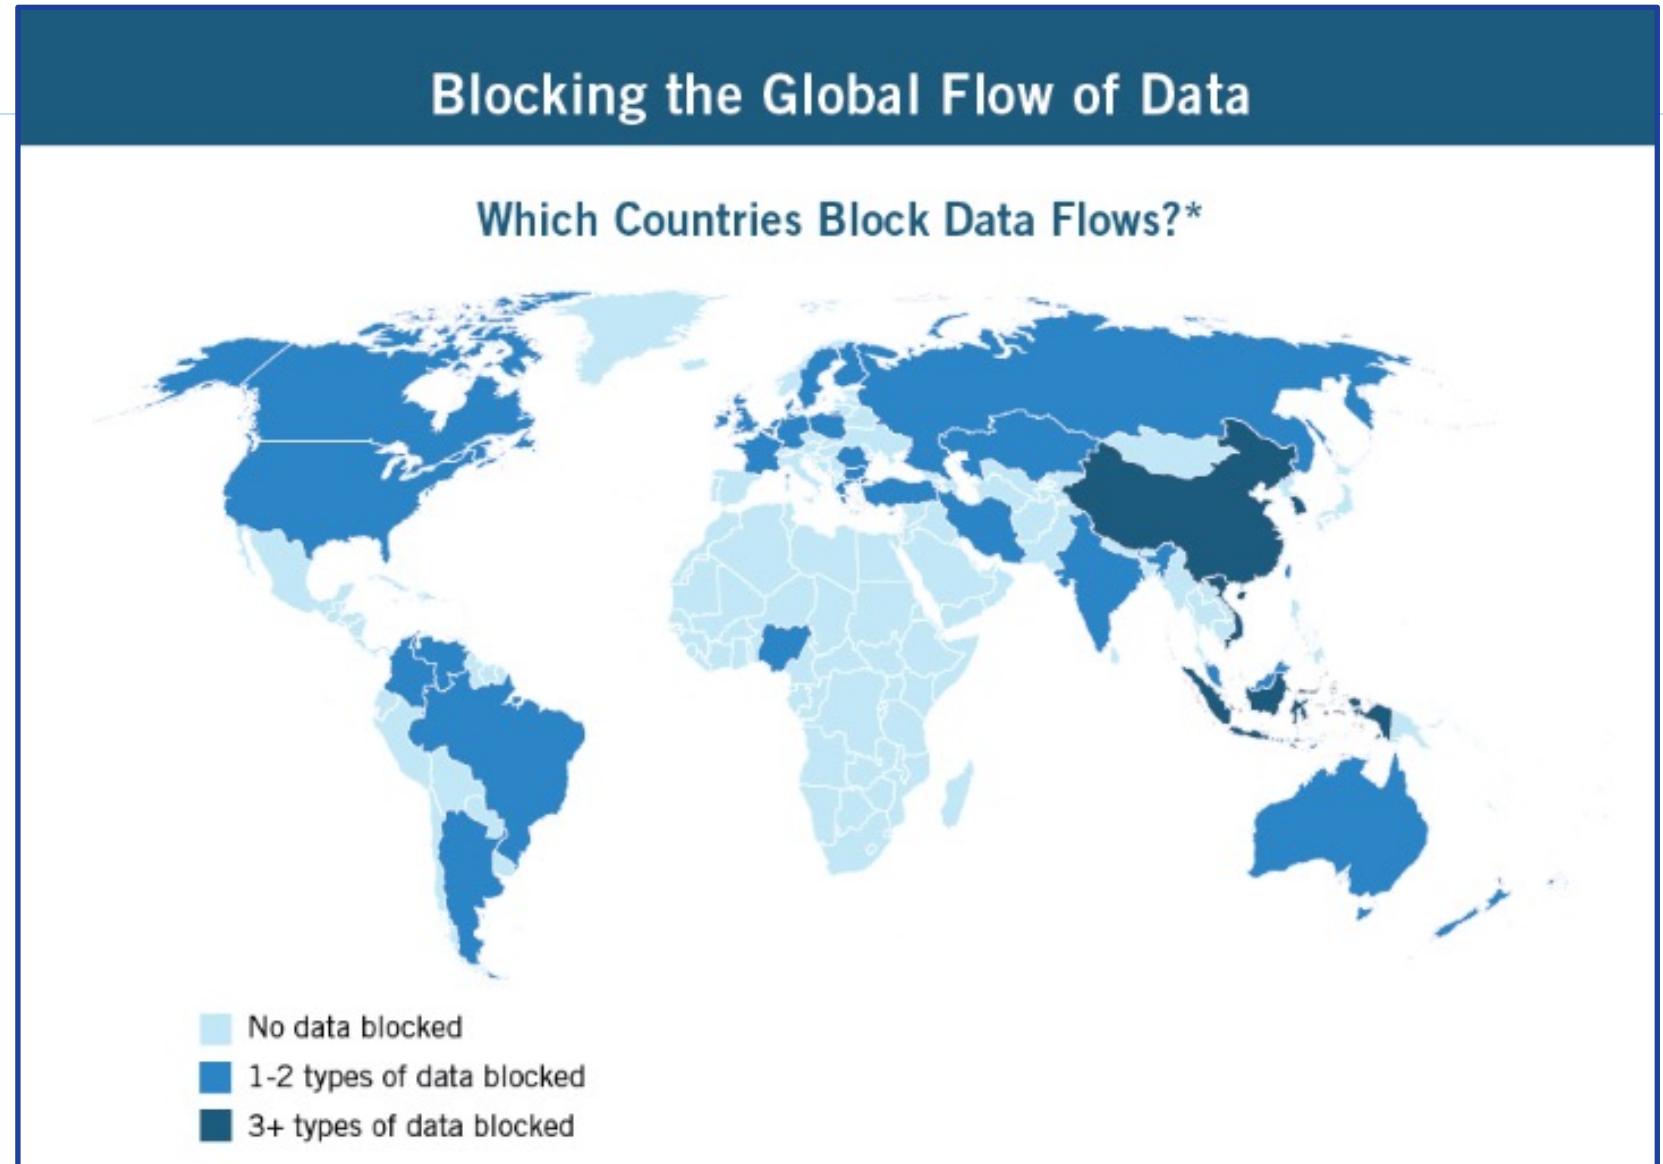 Blocking the Global Flow of Data
Which Countries Block Data Flows?*
No data blocked
1-2 types of data blocked
3+ types of data blocked